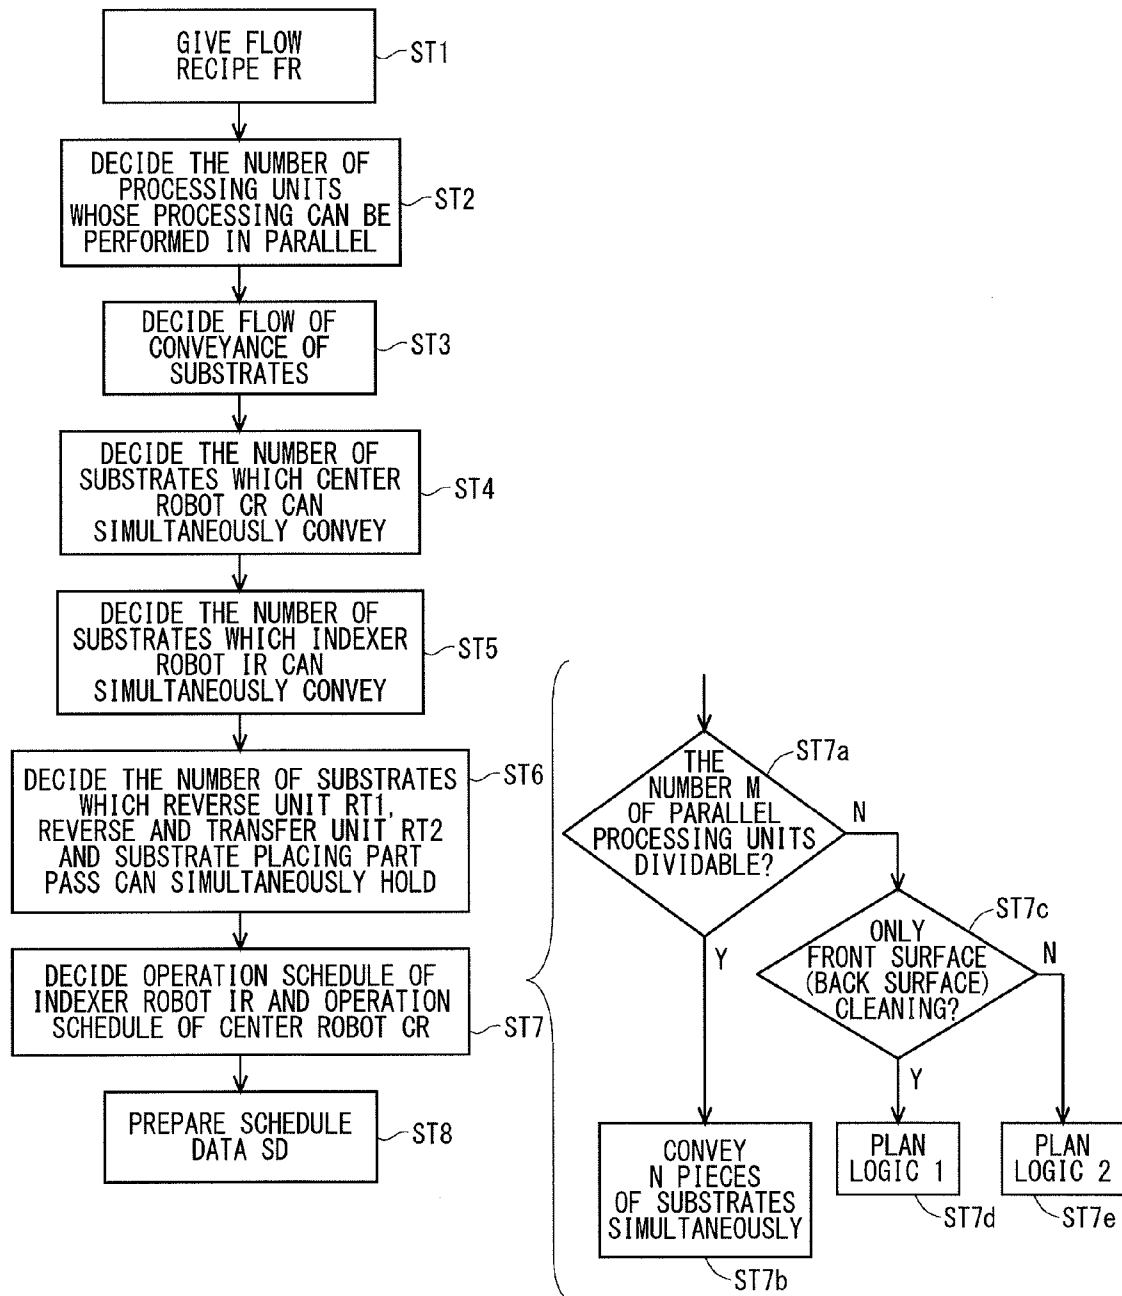 GIVE FLOW
RECIPE FR
ST1
DECIDE THE NUMBER OF
PROCESSING UNITS
WHOSE PROCESSING CAN BE
PERFORMED IN PARALLEL
ST2
DECIDE FLOW OF
CONVEYANCE OF
SUBSTRATES
ST3
DECIDE THE NUMBER OF
SUBSTRATES WHICH CENTER
ROBOT CR CAN
SIMULTANEOUSLY CONVEY
ST4
DECIDE THE NUMBER OF
SUBSTRATES WHICH INDEXER
ROBOT IR CAN
SIMULTANEOUSLY CONVEY
ST5
DECIDE THE NUMBER OF SUBSTRATES
WHICH REVERSE UNIT RT1,
REVERSE AND TRANSFER UNIT RT2
AND SUBSTRATE PLACING PART
PASS CAN SIMULTANEOUSLY HOLD
ST6
DECIDE OPERATION SCHEDULE OF
INDEXER ROBOT IR AND OPERATION
SCHEDULE OF CENTER ROBOT CR
ST7
PREPARE SCHEDULE
DATA SD
ST8
THE
NUMBER M
OF PARALLEL
PROCESSING UNITS
DIVIDABLE?
ST7a
N
Y
ONLY
FRONT SURFACE
(BACK SURFACE)
CLEANING?
ST7c
N
Y
CONVEY
N PIECES
OF SUBSTRATES
SIMULTANEOUSLY
ST7b
PLAN
LOGIC 1
ST7d
PLAN
LOGIC 2
ST7e